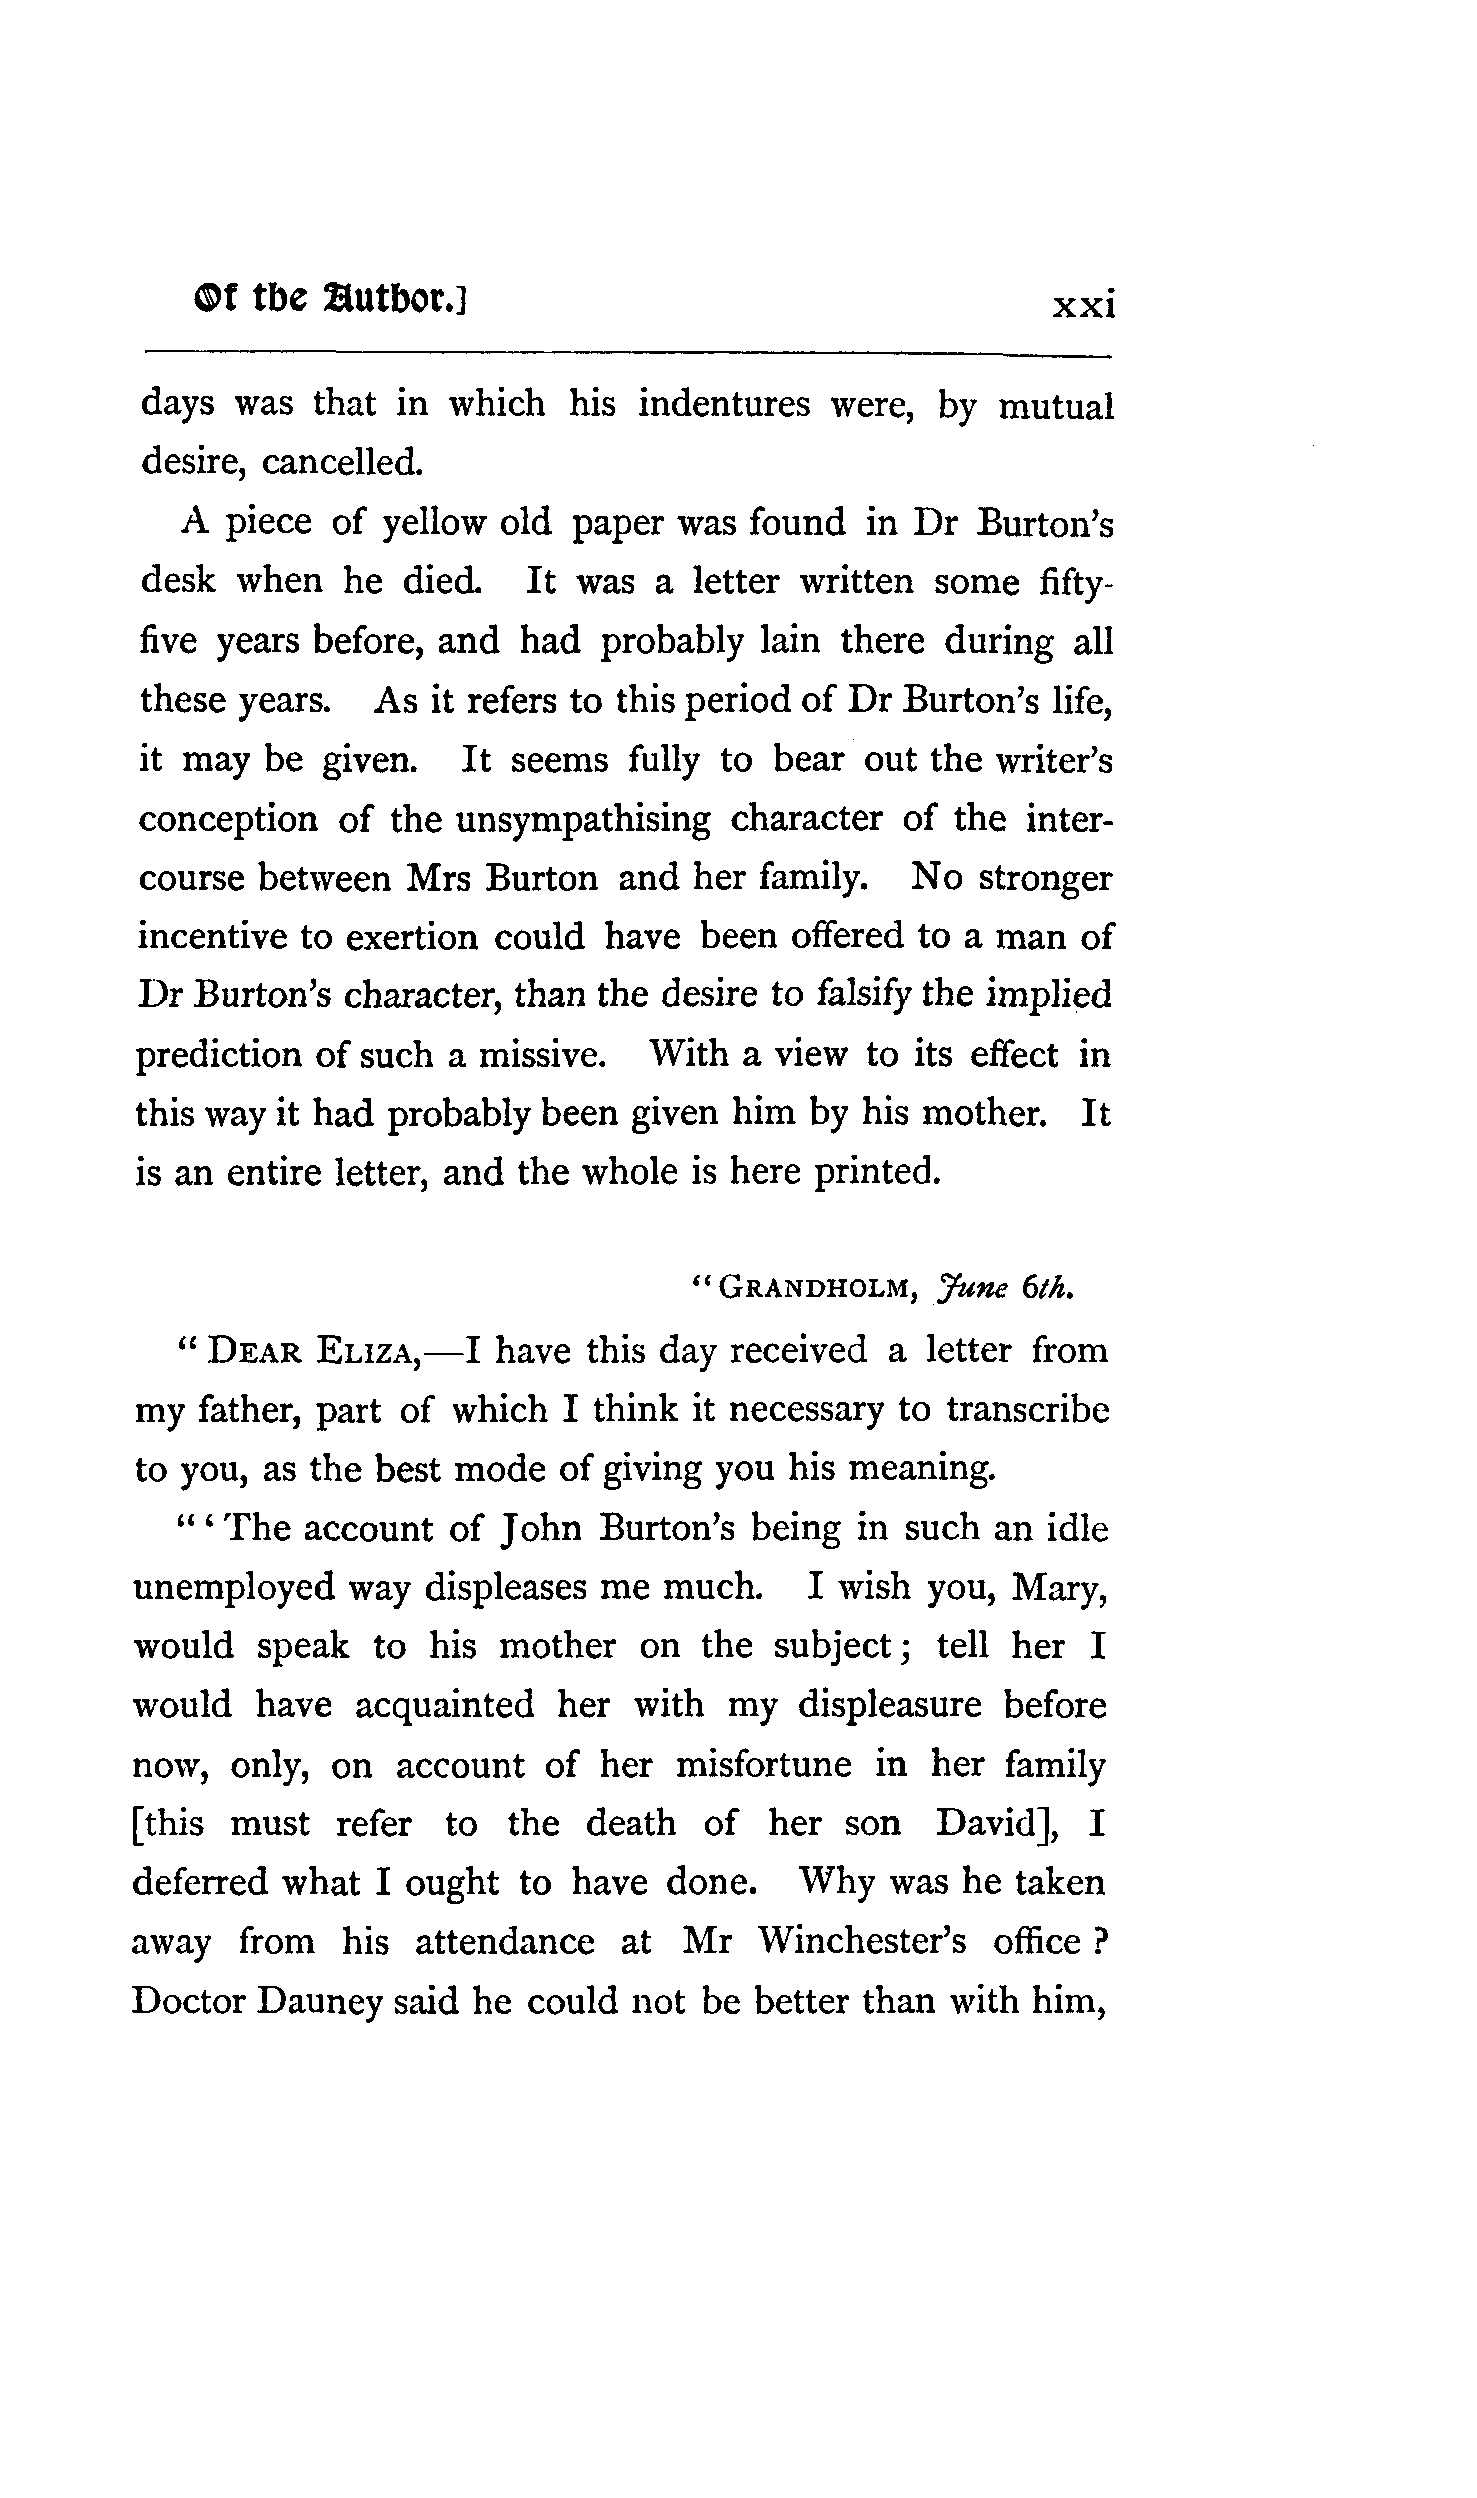 Of the Author.] xxi
days was that in which his indentures were, by mutual
desire, cancelled.
A piece of yellow old paper was found in Dr Burton's
desk when he died. It was a letter written some fifty-
five years before, and had probably lain there during all
these years. As it refers to this period of Dr Burton's life,
it may be given. It seems fully to bear out the writer's
conception of the unsympathising character of the inter-
course between Mrs Burton and her family. No stronger
incentive to exertion could have been offered to a man of
Dr Burton's character, than the desire to falsify the implied
prediction of such a missive. With a view to its effect in
this way it had probably been given him by his mother. It
is an entire letter, and the whole is here printed.
"GRANDHOLM, June 6th.
"DEAR ELIZA,—I have this day received a letter from
my father, part of which I think it necessary to transcribe
to you, as the best mode of giving you his meaning.
"'The account of John Burton's being in such an idle
unemployed way displeases me much. I wish you, Mary,
would speak to his mother on the subject; tell her I
would have acquainted her with my displeasure before
now, only, on account of her misfortune in her family
[this must refer to the death of her son David], I
deferred what I ought to have done. Why was he taken
away from his attendance at Mr Winchester's office?
Doctor Dauney said he could not be better than with him,